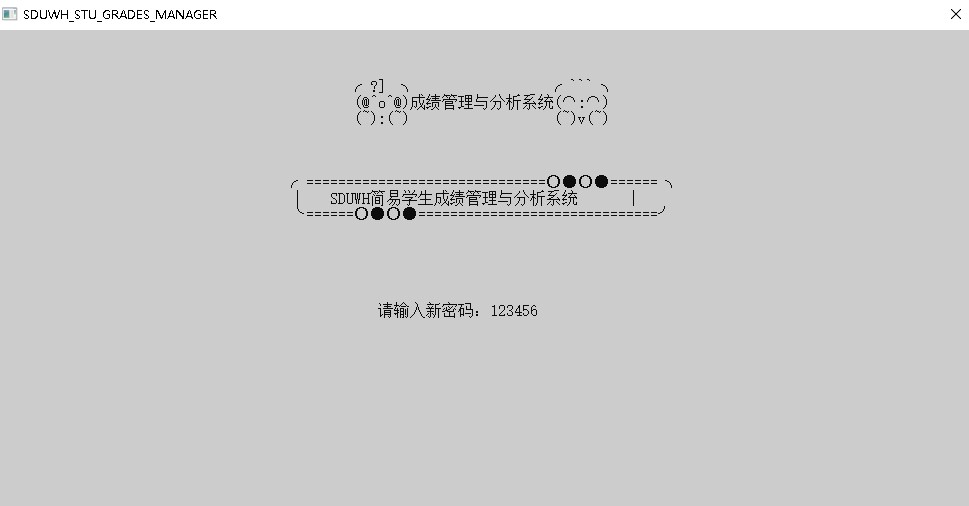 SDUWH_STU_GRADES_MANAGER
╭ ?] ╮ ╭ ``` ╮
(@^o^@)成绩管理与分析系统(⌒:⌒)
(~):(~) (~)v(~)
╭ ==============================○●○●====== ╮
│ SDUWH简易学生成绩管理与分析系统 │
╰======○●○●==============================╯
请输入新密码：123456